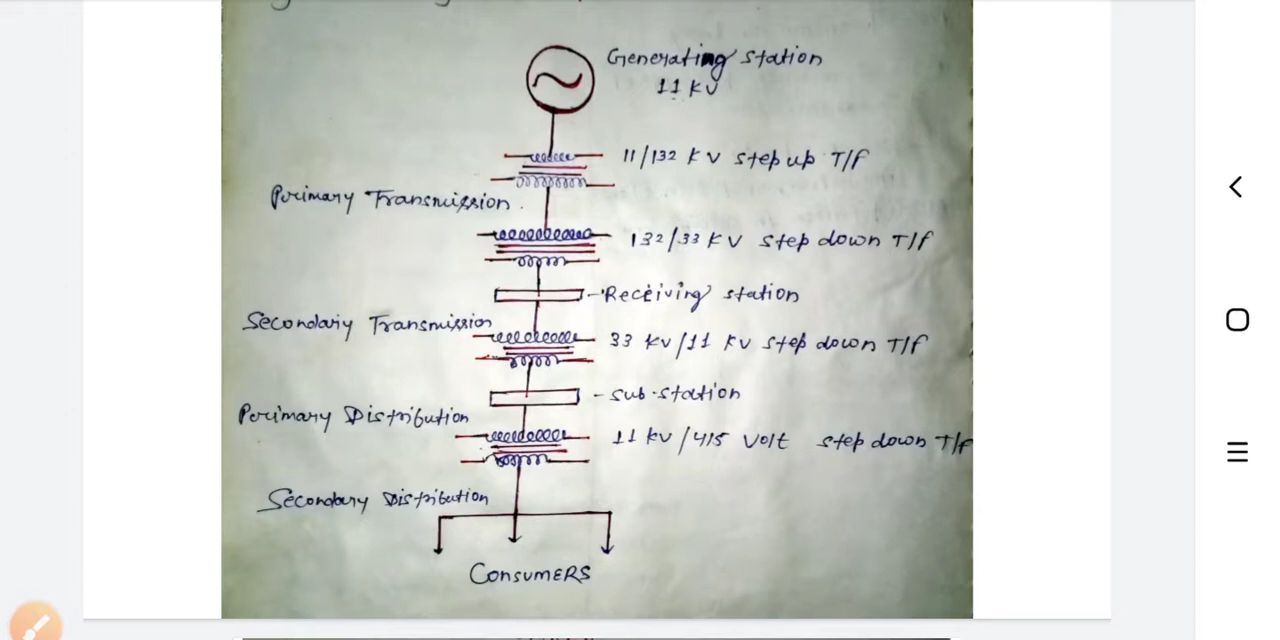 Generating station
11 KV
11/132 KV step up T/f
Primary Transmission.
132/33 KV step down T/f
Receiving station
Secondary Transmission
33 KV/11 KV step down T/f
Sub-station
Primary Distribution
11 KV/415 Volt step down T/f
Secondary Distribution
CONSUMERS